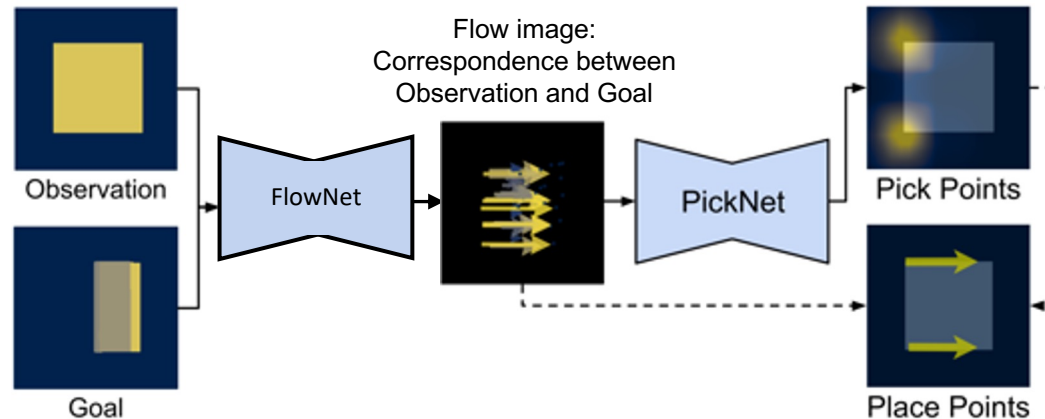 Flow image:
Correspondence between
Observation and Goal
Observation
FlowNet
PickNet
Pick Points
Goal
Place Points